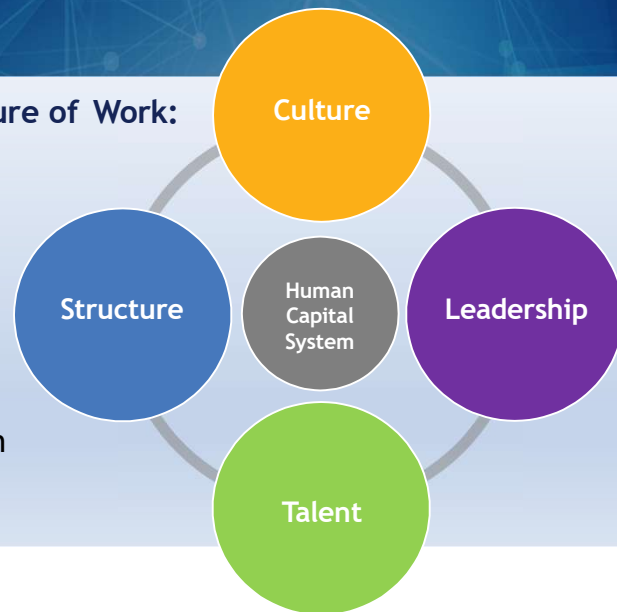 ure of Work:
Culture
Structure
Human
Capital
System
Leadership
Talent